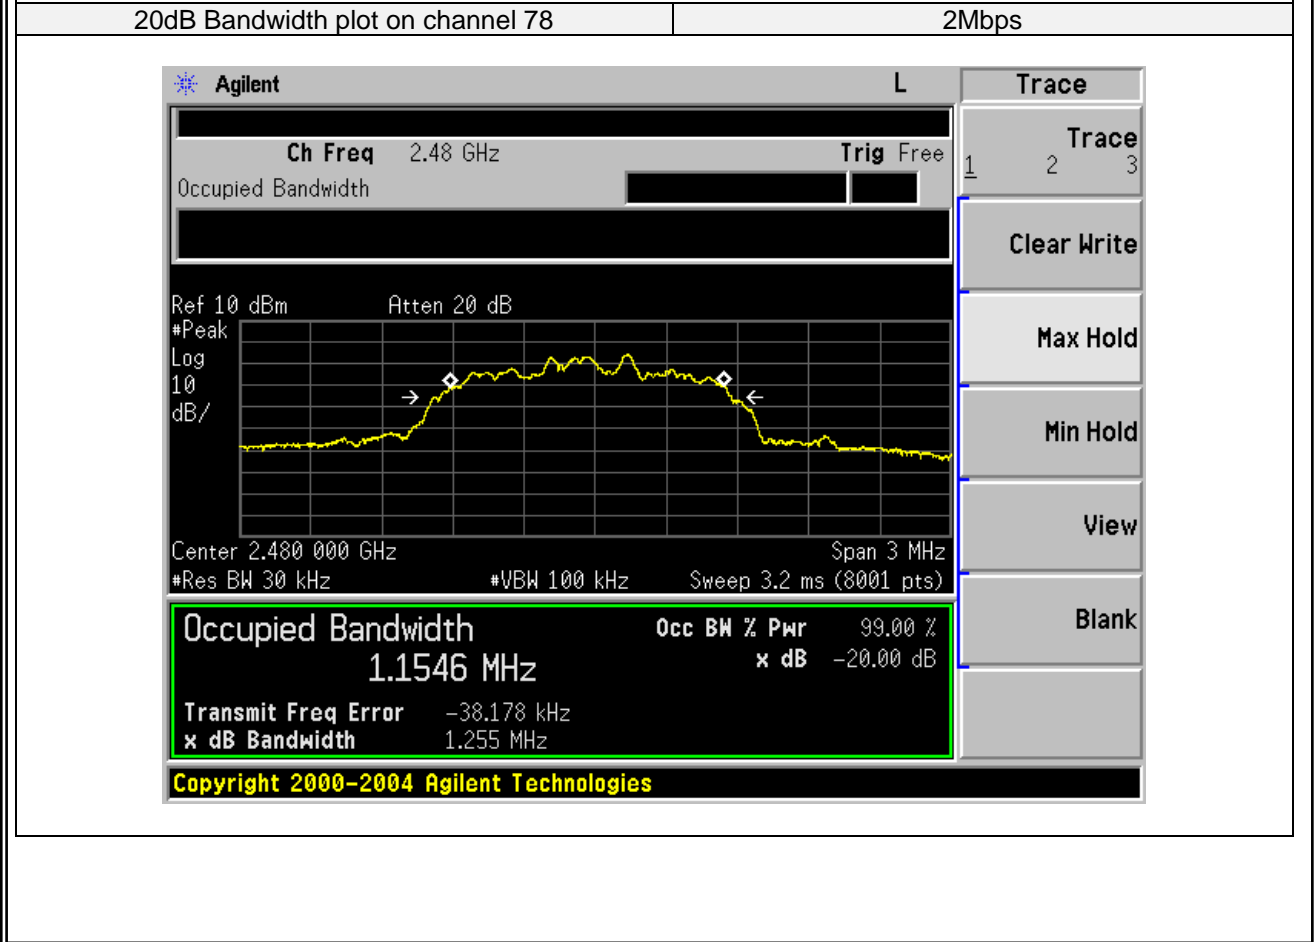 20dB Bandwidth plot on channel 78 2Mbps
Agilent L Trace
Ch Freq 2.48 GHz Trig Free
Occupied Bandwidth
Trace
1 2 3
Clear Write
Ref 10 dBm Atten 20 dB
#Peak
Log
10
dB/
Max Hold
Min Hold
View
Center 2.480 000 GHz Span 3 MHz
#Res BW 30 kHz #VBW 100 kHz Sweep 3.2 ms (8001 pts)
Blank
Occupied Bandwidth Occ BW % Pwr 99.00 %
1.1546 MHz x dB -20.00 dB
Transmit Freq Error -38.178 kHz
x dB Bandwidth 1.255 MHz
Copyright 2000-2004 Agilent Technologies